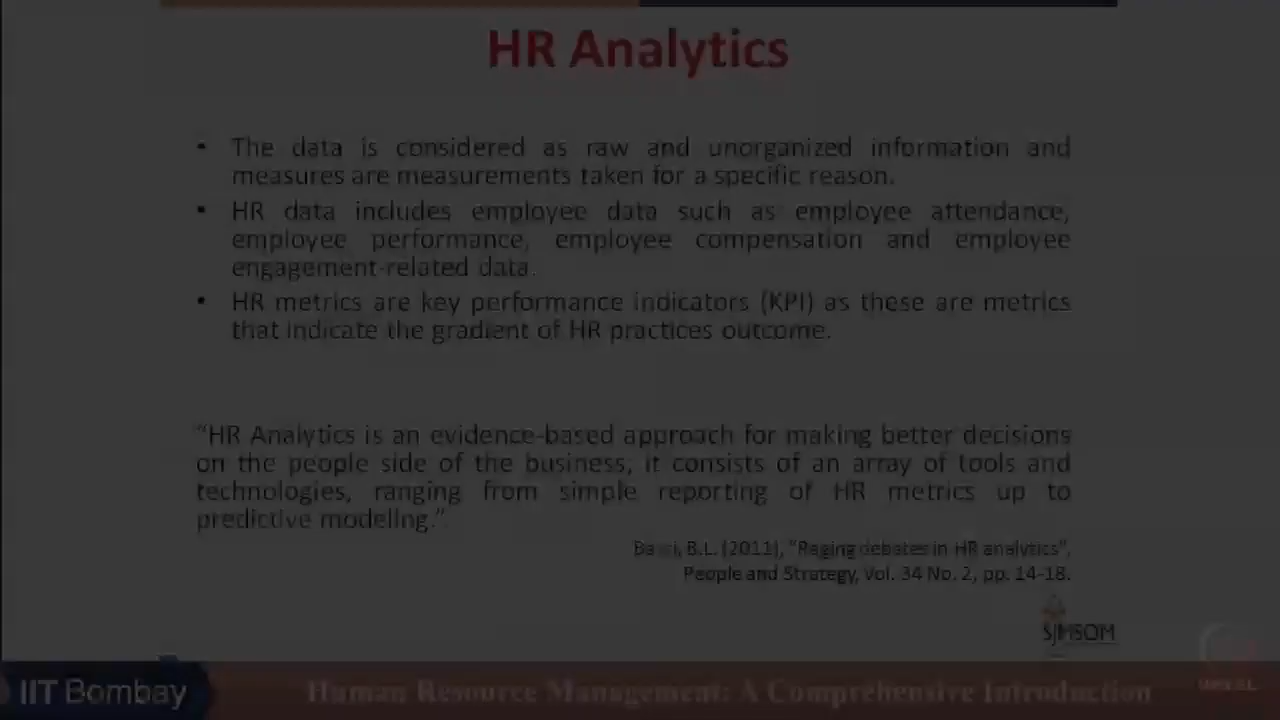 HR Analytics
• The data is considered as raw and unorganized information and
measures are measurements taken for a specific reason.
• HR data includes employee data such as employee attendance,
employee performance, employee compensation and employee
engagement-related data.
• HR metrics are key performance indicators (KPI) as these are metrics
that indicate the gradient of HR practices outcome.
“HR Analytics is an evidence-based approach for making better decisions
on the people side of the business, it consists of an array of tools and
technologies, ranging from simple reporting of HR metrics up to
predictive modeling.”
B.L. (2011), “Raging debates in HR analytics”,
People and Strategy, Vol. 34 No. 2, pp. 14-18.
SJMSOM
IIT Bombay
Human Resource Management: A Comprehensive Introduction